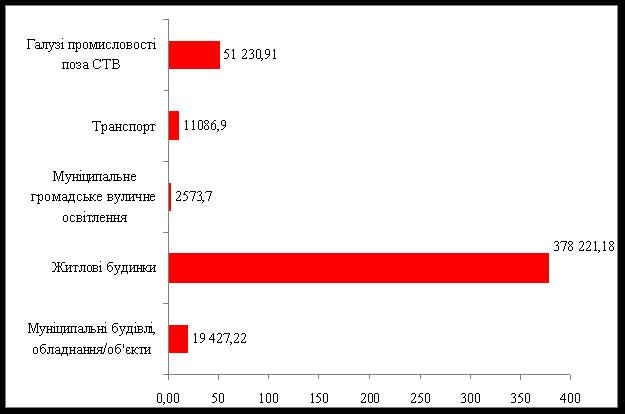 Галузі промисловості
поза СТВ
51 230,91
Транспорт
11086,9
Муніципальне
громадське вуличне
освітлення
2573,7
Житлові будинки
378 221,18
Муніципальні будівлі,
обладнання/об'єкти
19 427,22
0,00 50 100 150 200 250 300 350 400